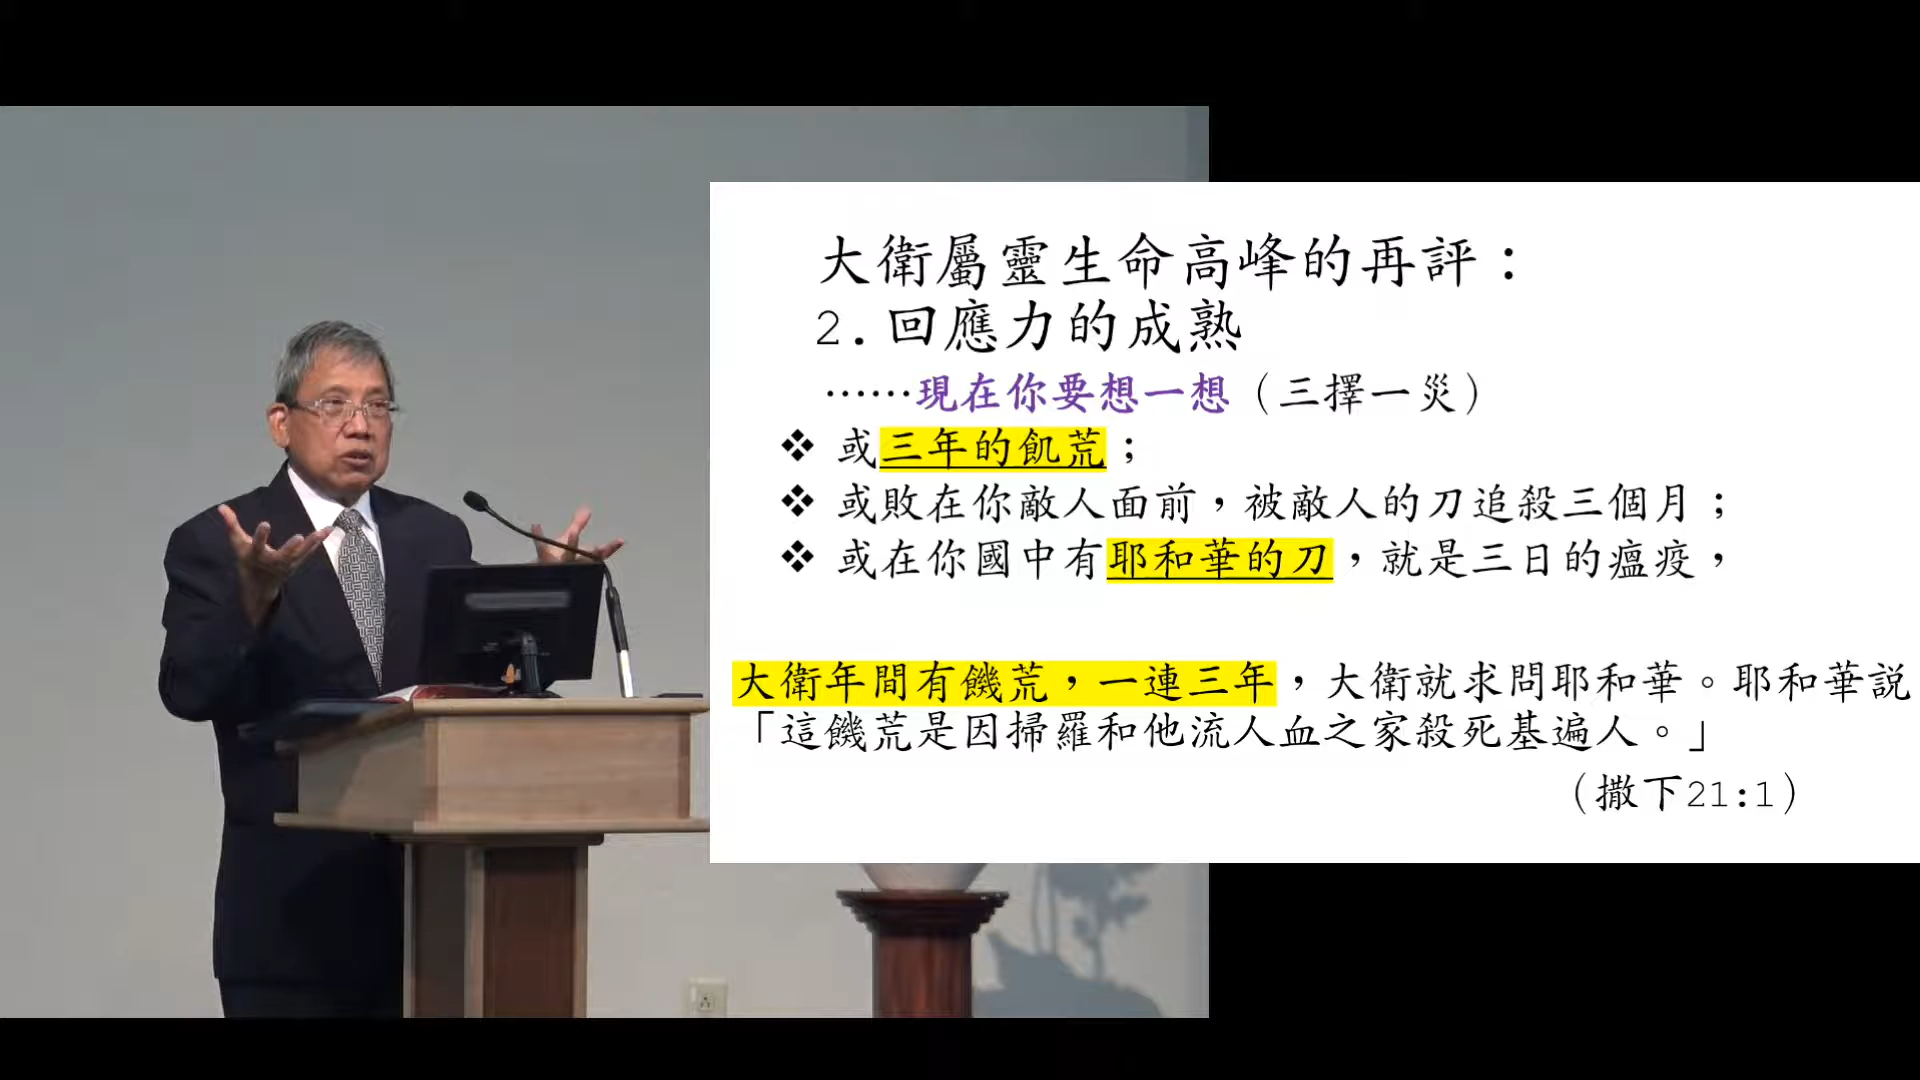 大衛屬靈生命高峰的再評：
2.回應力的成熟
……現在你要想一想（三擇一災）
❖ 或三年的飢荒；
❖ 或敗在你敵人面前，被敵人的刀追殺三個月；
❖ 或在你國中有耶和華的刀，就是三日的瘟疫，
大衛年間有饑荒，一連三年，大衛就求問耶和華。耶和華説
「這饑荒是因掃羅和他流人血之家殺死基遍人。」
（撒下21:1）